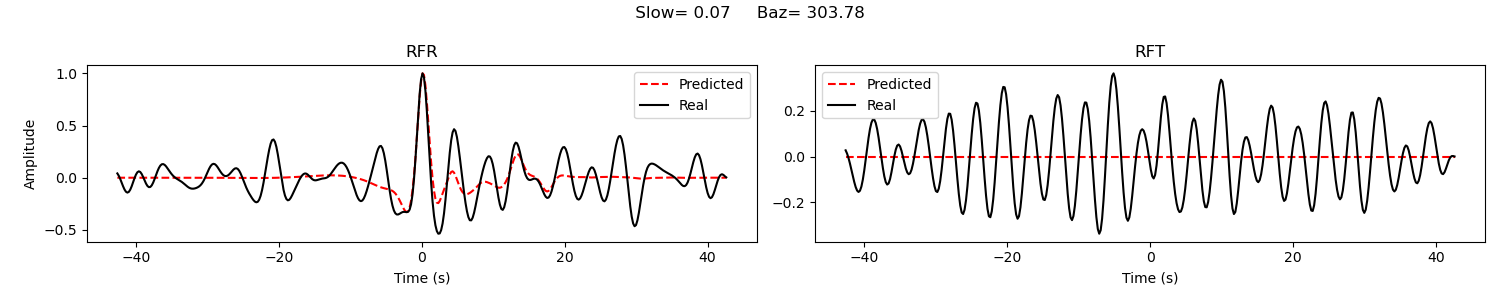 Slow= 0.07 Baz= 303.78
RFR
1.0
0.5
0.0
−0.5
Amplitude
−40 −20 0 20 40
Time (s)
Predicted
Real
RFT
0.2
0.0
−0.2
−40 −20 0 20 40
Time (s)
Predicted
Real